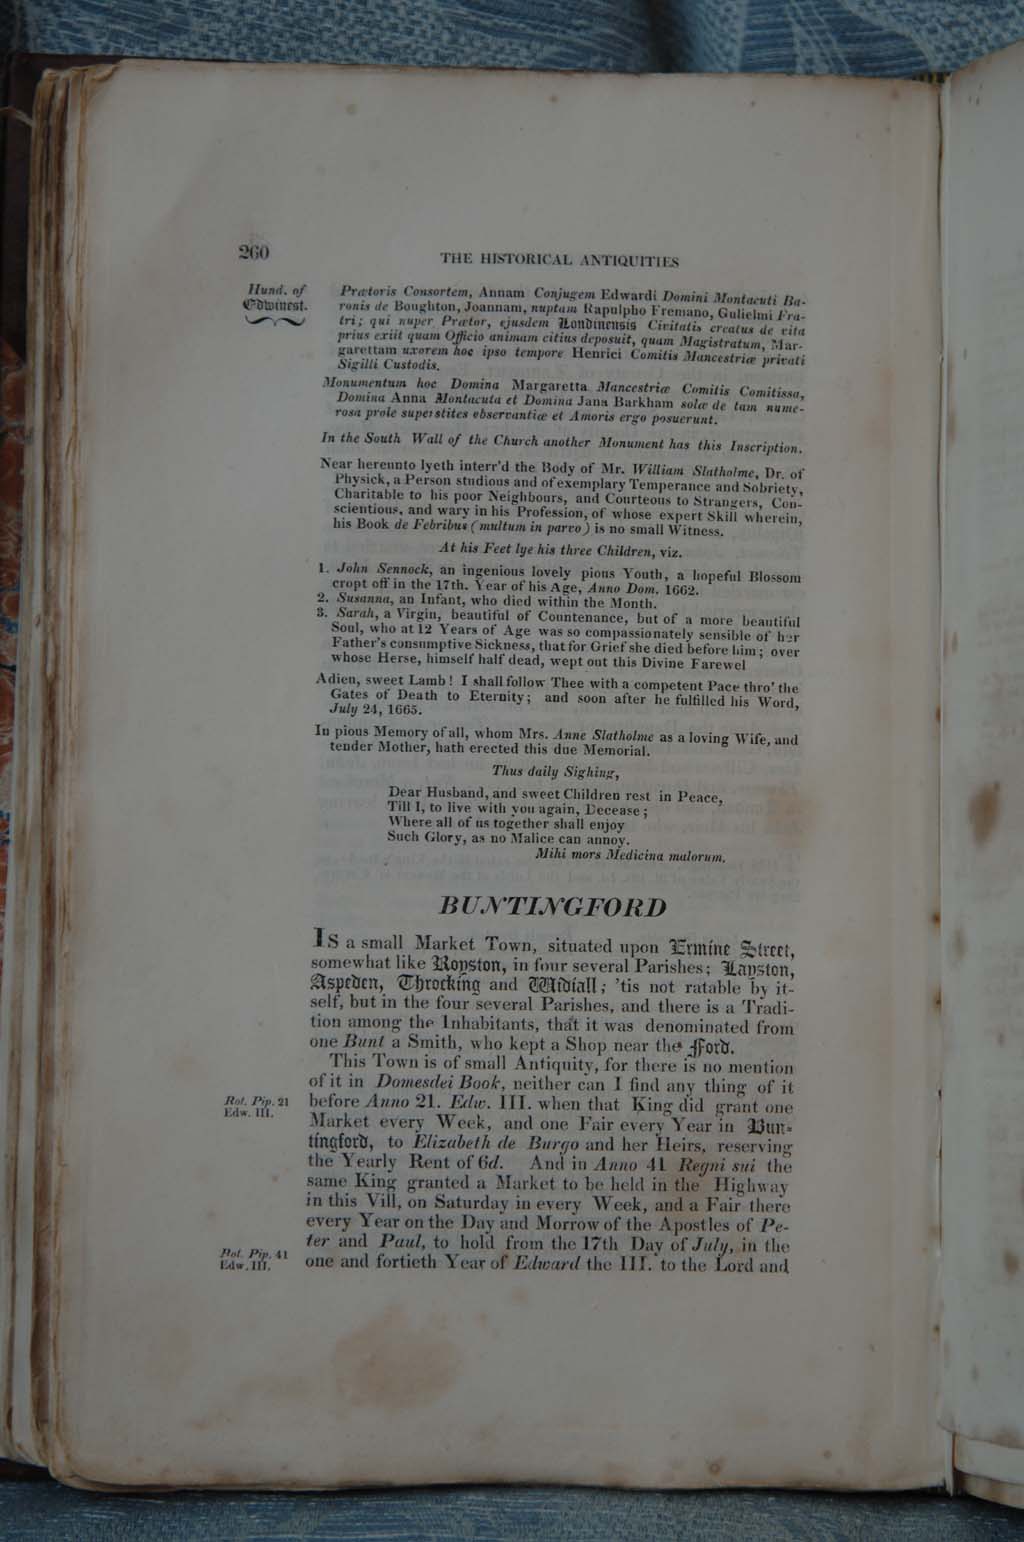 260
THE HISTORICAL ANTIQUITIES
Hund. of
Edwinest.
Prætoris Consortem, Annam Conjugem Edwardi Domini Montacuti Ba-
ronis de Boughton, Joannam, nuptam Rapulpho Fremano, Gulielmi Fra-
tri; qui nuper Prætor, ejusdem Londinensis Civitatis creatus de vita
prius exiit quam Officio animam citius deposuit, quam Magistratum, Mar-
garettam uxorem hoc ipso tempore Henrici Comitis Mancestriæ privati
Sigilli Custodis.
Monumentum hoc Domina Margaretta Mancestriæ Comitis Comitissa,
Domina Anna Montacuta et Domina Jana Barkham solæ de tam nume-
rosa prole superstites observantiæ et Amoris ergo posuerunt.
In the South Wall of the Church another Monument has this Inscription.
Near hereunto lyeth interr'd the Body of Mr. William Slatholme, Dr. of
Physick, a Person studious and of exemplary Temperance and Sobriety,
Charitable to his poor Neighbours, and Courteous to Strangers, Con-
scientious, and wary in his Profession, of whose expert Skill wherein,
his Book de Febribus (multum in parvo) is no small Witness.
At his Feet lye his three Children, viz.
1. John Sennock, an ingenious lovely pious Youth, a hopeful Blossom
cropt off in the 17th. Year of his Age, Anno Dom. 1662.
2. Susanna, an Infant, who died within the Month.
3. Sarah, a Virgin, beautiful of Countenance, but of a more beautiful
Soul, who at 12 Years of Age was so compassionately sensible of her
Father's consumptive Sickness, that for Grief she died before him; over
whose Herse, himself half dead, wept out this Divine Farewel
Adieu, sweet Lamb! I shall follow Thee with a competent Pace thro' the
Gates of Death to Eternity; and soon after he fulfilled his Word,
July 24, 1665.
In pious Memory of all, whom Mrs. Anne Slatholme as a loving Wife, and
tender Mother, hath erected this due Memorial.
Thus daily Sighing,
Dear Husband, and sweet Children rest in Peace,
Till I, to live with you again, Decease;
Where all of us together shall enjoy
Such Glory, as no Malice can annoy.
Mihi mors Medicina malorum.
BUNTINGFORD
IS a small Market Town, situated upon Ermine Street,
somewhat like Royston, in four several Parishes; Layston,
Aspeden, Throcking and Widiall; 'tis not ratable by it-
self, but in the four several Parishes, and there is a Tradi-
tion among the Inhabitants, that it was denominated from
one Bunt a Smith, who kept a Shop near the Fford.
This Town is of small Antiquity, for there is no mention
of it in Domesdei Book, neither can I find any thing of it
Rot. Pip. 21
Edw. III.
before Anno 21. Edw. III. when that King did grant one
Market every Week, and one Fair every Year in Bun-
tingford, to Elizabeth de Burgo and her Heirs, reserving
the Yearly Rent of 6d. And in Anno 41 Regni sui the
same King granted a Market to be held in the Highway
in this Vill, on Saturday in every Week, and a Fair there
every Year on the Day and Morrow of the Apostles of Pe-
ter and Paul, to hold from the 17th Day of July, in the
Rot. Pip. 41
Edw. III.
one and fortieth Year of Edward the III. to the Lord and